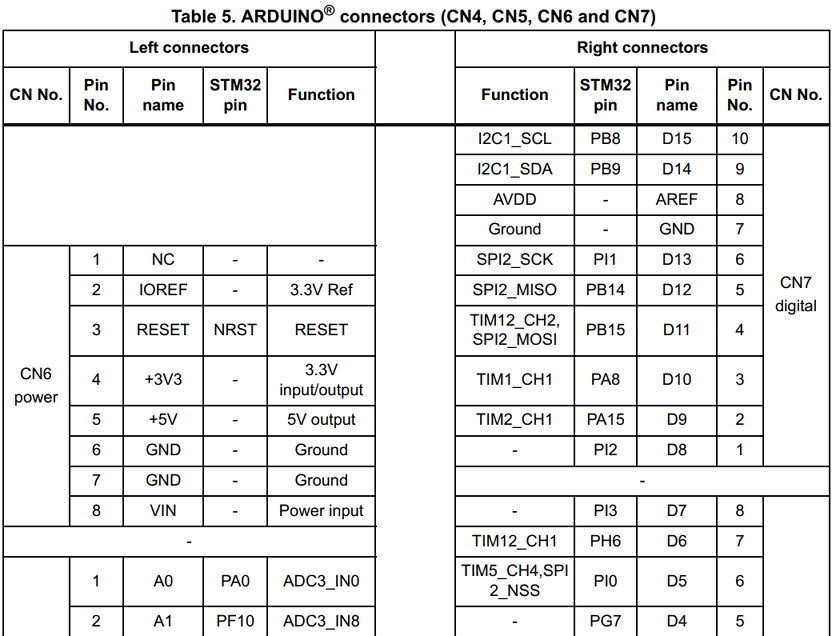 Table 5. ARDUINO® connectors (CN4, CN5, CN6 and CN7)
Left connectors Right connectors
CN No. Pin No. Pin name STM32 pin Function Function STM32 pin Pin name Pin No. CN No.
I2C1_SCL PB8 D15 10
I2C1_SDA PB9 D14 9
AVDD - AREF 8
Ground - GND 7
1 NC - - SPI2_SCK PI1 D13 6
2 IOREF - 3.3V Ref SPI2_MISO PB14 D12 5 CN7 digital
3 RESET NRST RESET TIM12_CH2, SPI2_MOSI PB15 D11 4
CN6 power 4 +3V3 - 3.3V input/output TIM1_CH1 PA8 D10 3
5 +5V - 5V output TIM2_CH1 PA15 D9 2
6 GND - Ground - PI2 D8 1
7 GND - Ground -
8 VIN - Power input - PI3 D7 8
- TIM12_CH1 PH6 D6 7
1 A0 PA0 ADC3_IN0 TIM5_CH4,SPI2_NSS PI0 D5 6
2 A1 PF10 ADC3_IN8 - PG7 D4 5